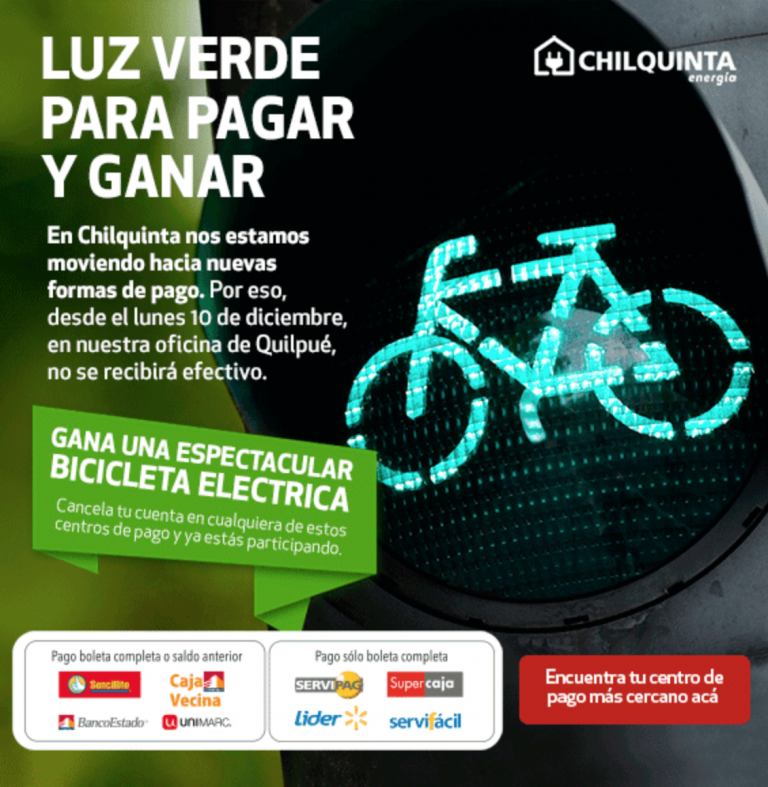 LUZ VERDE
PARA PAGAR
Y GANAR
CHILQUINTA
energía
En Chilquinta nos estamos
moviendo hacia nuevas
formas de pago. Por eso,
desde el lunes 10 de diciembre,
en nuestra oficina de Quilpué,
no se recibirá efectivo.
GANA UNA ESPECTACULAR
BICICLETA ELECTRICA
Cancela tu cuenta en cualquiera de estos
centros de pago y ya estás participando.
Pago boleta completa o saldo anterior
Sencillito
Caja
Vecina
BancoEstado
UNIMARC.
Pago sólo boleta completa
SERVIPAG
Supercaja
Lider
servifácil
Encuentra tu centro de
pago más cercano acá